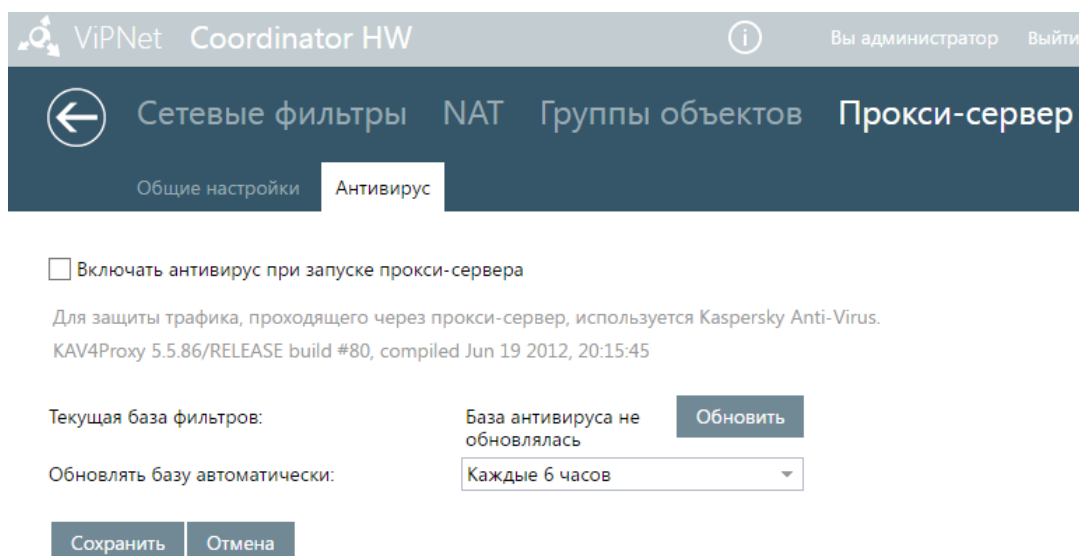 ViPNet Coordinator HW
Вы администратор Выйти
Сетевые фильтры NAT Группы объектов Прокси-сервер
Общие настройки Антивирус
Включать антивирус при запуске прокси-сервера
Для защиты трафика, проходящего через прокси-сервер, используется Kaspersky Anti-Virus.
KAV4Proxy 5.5.86/RELEASE build #80, compiled Jun 19 2012, 20:15:45
Текущая база фильтров: База антивируса не
обновлялась
Обновить
Обновлять базу автоматически: Каждые 6 часов
Сохранить Отмена